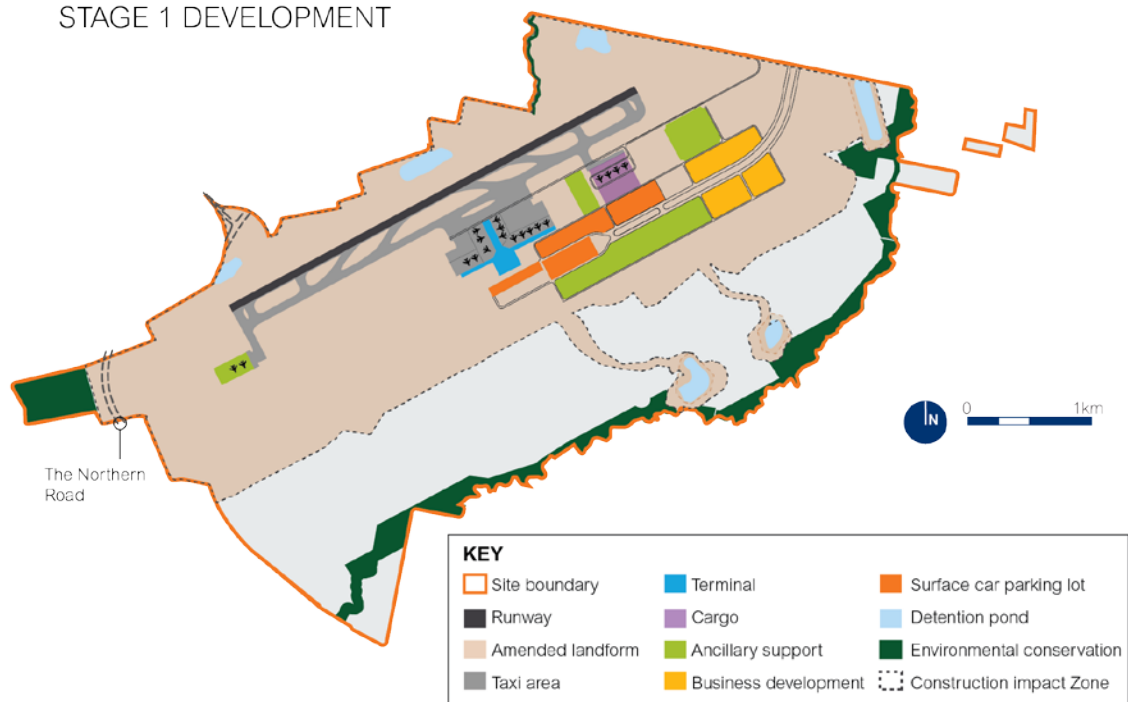 STAGE 1 DEVELOPMENT
The Northern
Road
N
0 1km
KEY
Site boundary
Terminal
Surface car parking lot
Runway
Cargo
Detention pond
Amended landform
Ancillary support
Environmental conservation
Taxi area
Business development
Construction impact Zone